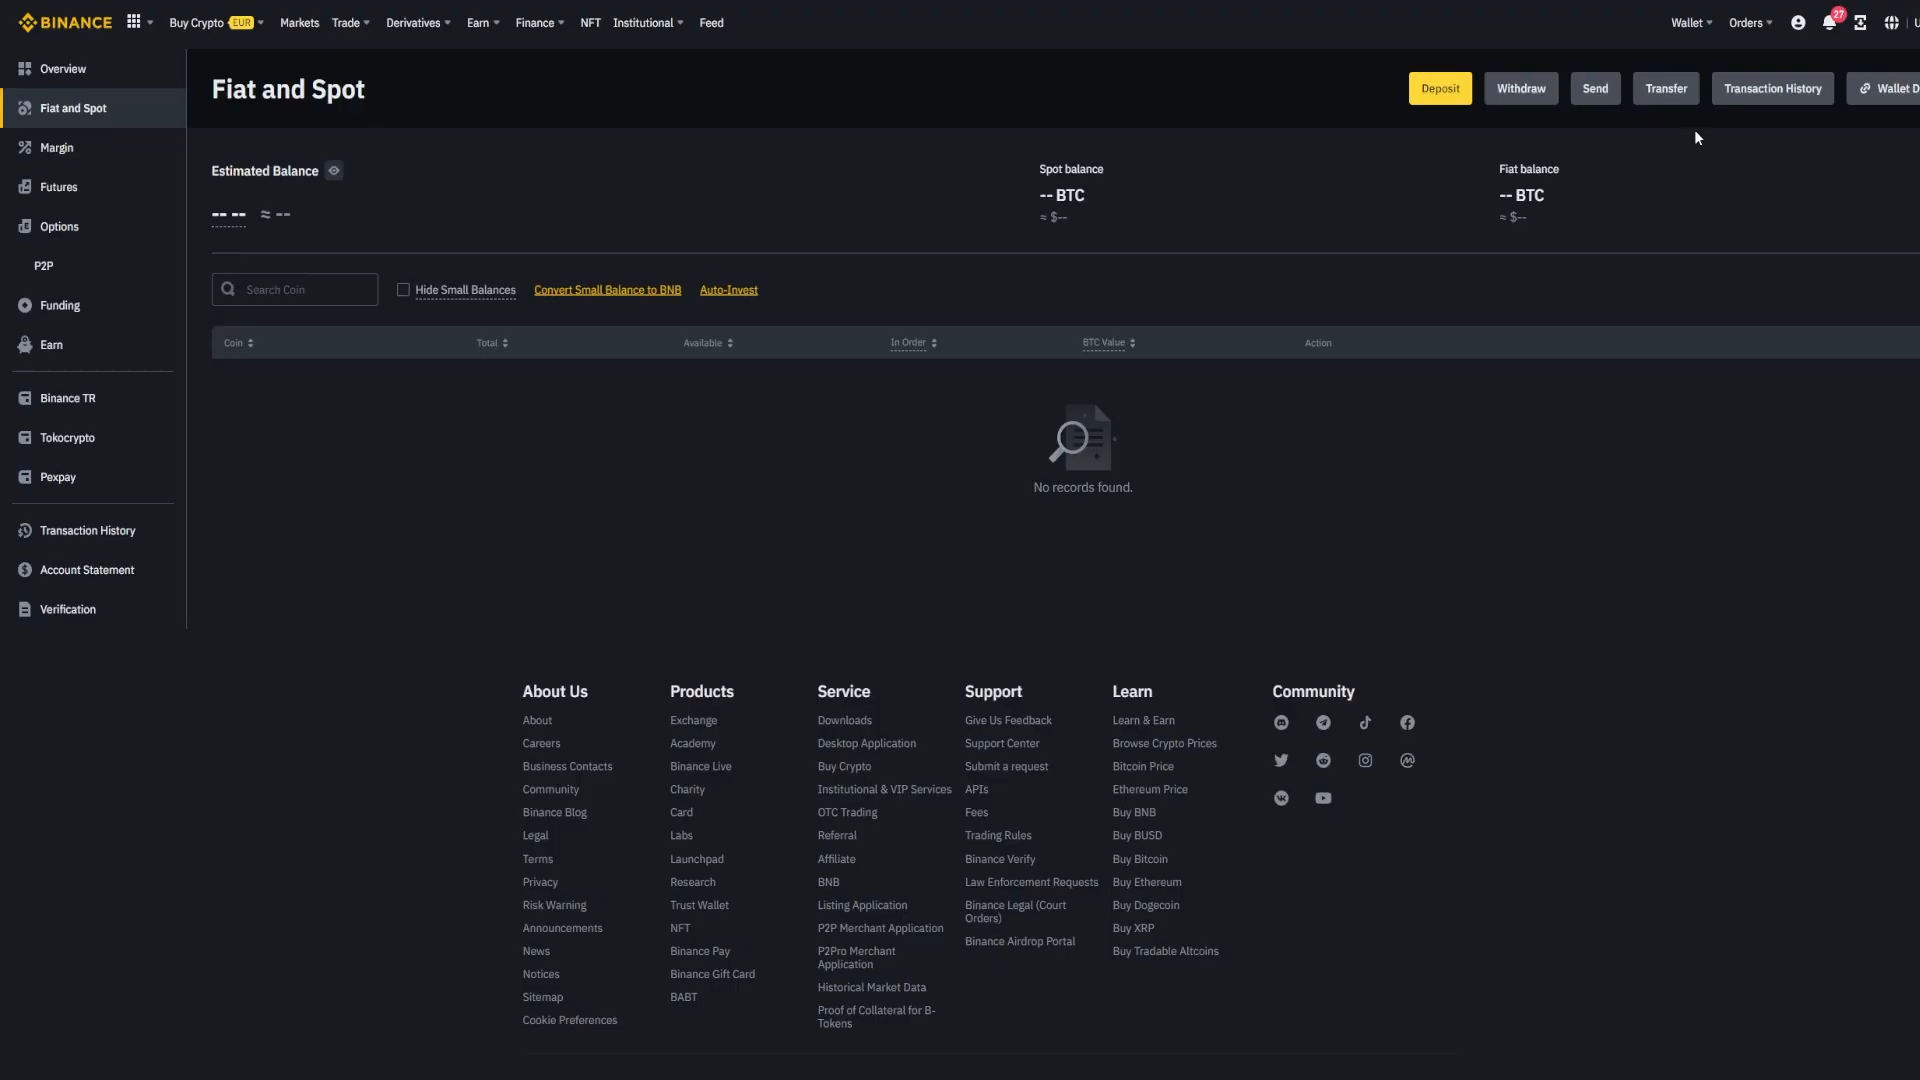 BINANCE
Buy Crypto EUR
Markets
Trade
Derivatives
Earn
Finance
NFT
Institutional
Feed
Wallet
Orders
27
Overview
Fiat and Spot
Margin
Futures
Options
P2P
Funding
Earn
Binance TR
Tokocrypto
Pexpay
Transaction History
Account Statement
Verification
Fiat and Spot
Deposit
Withdraw
Send
Transfer
Transaction History
Wallet D
Estimated Balance
-- -- ≈ --
Spot balance
-- BTC
≈ $--
Fiat balance
-- BTC
≈ $--
Search Coin
Hide Small Balances
Convert Small Balance to BNB
Auto-Invest
Coin
Total
Available
In Order
BTC Value
Action
No records found.
About Us
About
Careers
Business Contacts
Community
Binance Blog
Legal
Terms
Privacy
Risk Warning
Announcements
News
Notices
Sitemap
Cookie Preferences
Products
Exchange
Academy
Binance Live
Charity
Card
Labs
Launchpad
Research
Trust Wallet
NFT
Binance Pay
Binance Gift Card
BABT
Service
Downloads
Desktop Application
Buy Crypto
Institutional & VIP Services
OTC Trading
Referral
Affiliate
BNB
Listing Application
P2P Merchant Application
P2Pro Merchant
Application
Historical Market Data
Proof of Collateral for B-
Tokens
Support
Give Us Feedback
Support Center
Submit a request
APIs
Fees
Trading Rules
Binance Verify
Law Enforcement Requests
Binance Legal (Court
Orders)
Binance Airdrop Portal
Learn
Learn & Earn
Browse Crypto Prices
Bitcoin Price
Ethereum Price
Buy BNB
Buy BUSD
Buy Bitcoin
Buy Ethereum
Buy Dogecoin
Buy XRP
Buy Tradable Altcoins
Community